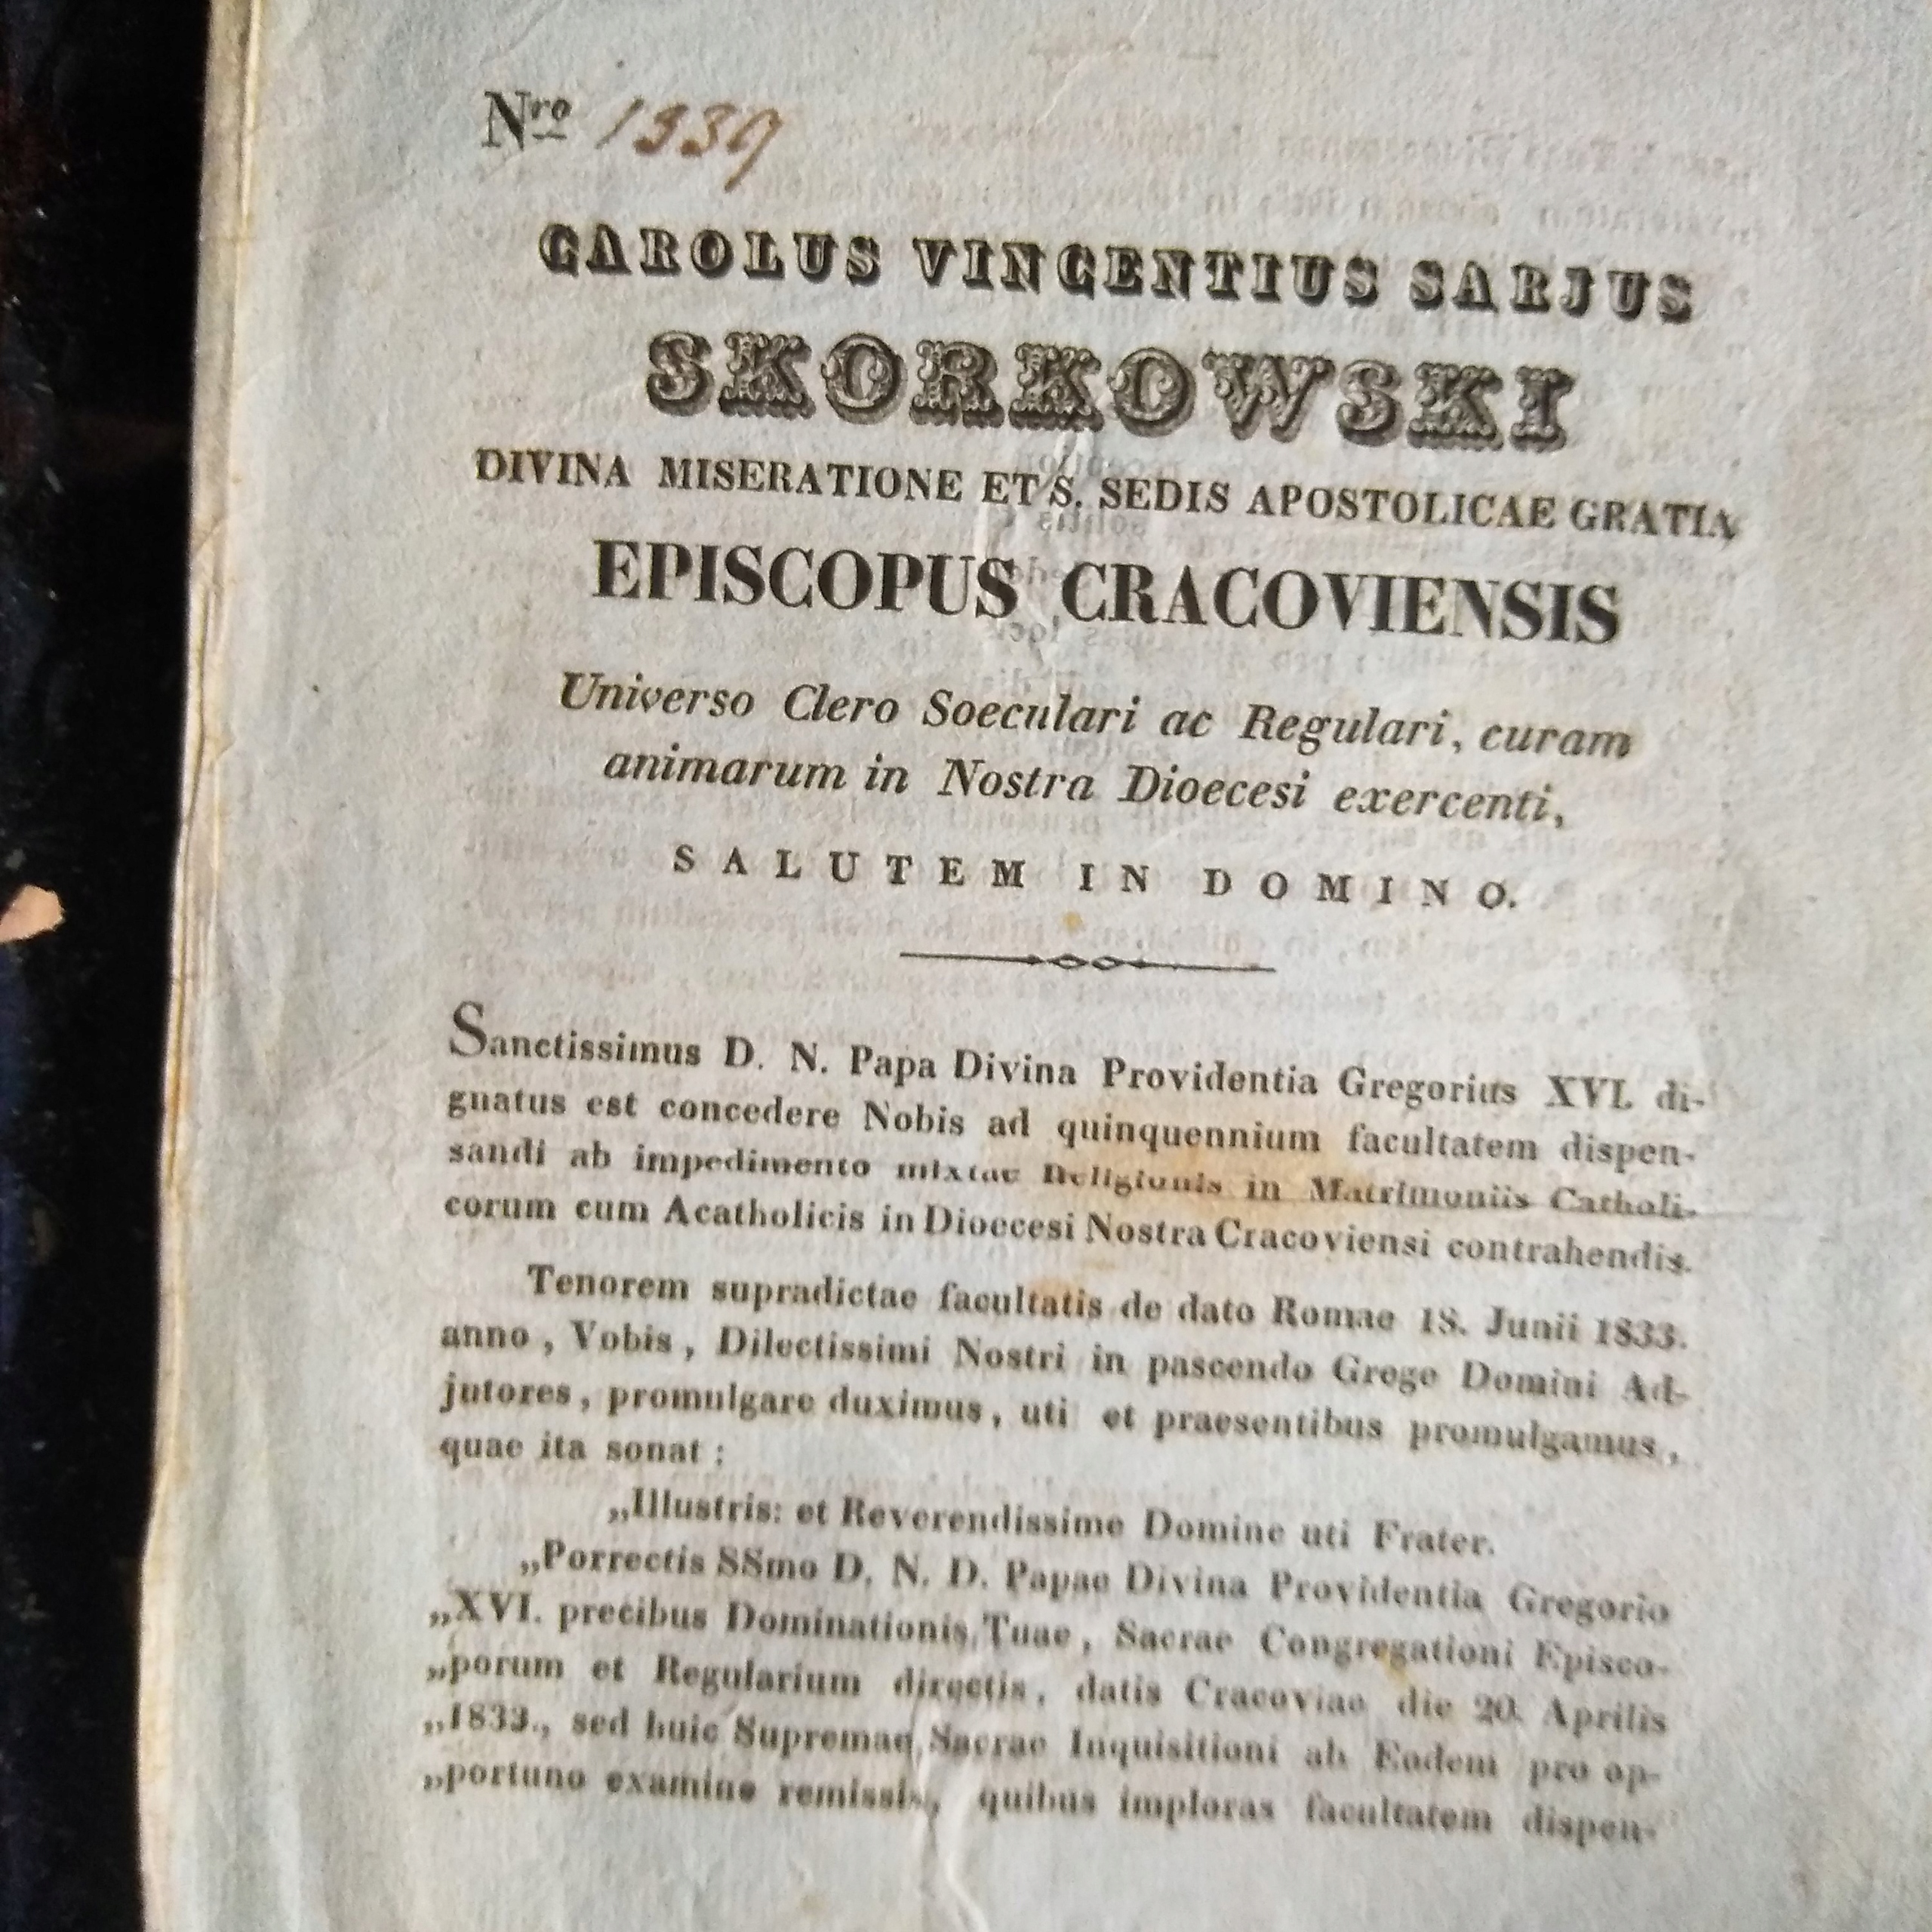 Nro 1339
CAROLUS VINCENTIUS SARJUS
SKORKOWSKI
DIVINA MISERATIONE ET S. SEDIS APOSTOLICAE GRATIA
EPISCOPUS CRACOVIENSIS
Universo Clero Soeculari ac Regulari, curam
animarum in Nostra Dioecesi exercenti,
SALUTEM IN DOMINO.
Sanctissimus D. N. Papa Divina Providentia Gregorius XVI. di-
gnatus est concedere Nobis ad quinquennium facultatem dispen-
sandi ab impedimento mixtae Religionis in Matrimoniis Catholi-
corum cum Acatholicis in Dioecesi Nostra Cracoviensi contrahendis.
Tenorem supradictae facultatis de dato Romae 18. Junii 1833.
anno, Vobis, Dilectissimi Nostri in pascendo Grege Domini Ad-
jutores, promulgare duximus, uti et praesentibus promulgamus,
quae ita sonat:
„Illustris: et Reverendissime Domine uti Frater.
„Porrectis SSmo D. N. D. Papae Divina Providentia Gregorio
„XVI. precibus Dominationis Tuae, Sacrae Congregationi Episco-
„porum et Regularium directis, datis Cracoviae die 20. Aprilis
„1833., sed huic Supremae Sacrae Inquisitioni ab Eodem pro op-
„portuno examine remissis, quibus imploras facultatem dispen-